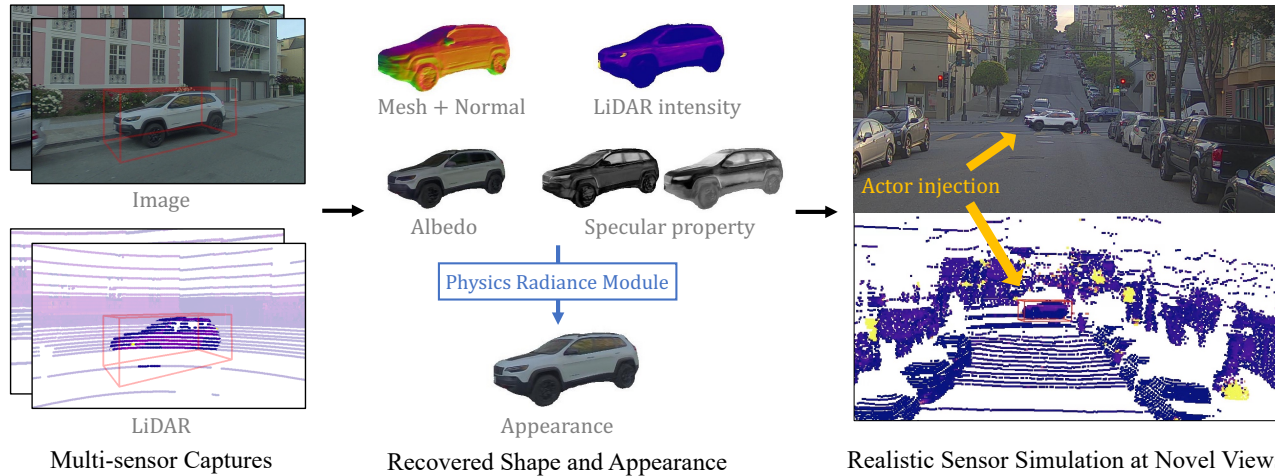 Image
LiDAR
Multi-sensor Captures
Mesh + Normal
LiDAR intensity
Albedo
Specular property
Physics Radiance Module
Appearance
Recovered Shape and Appearance
Actor injection
Realistic Sensor Simulation at Novel View